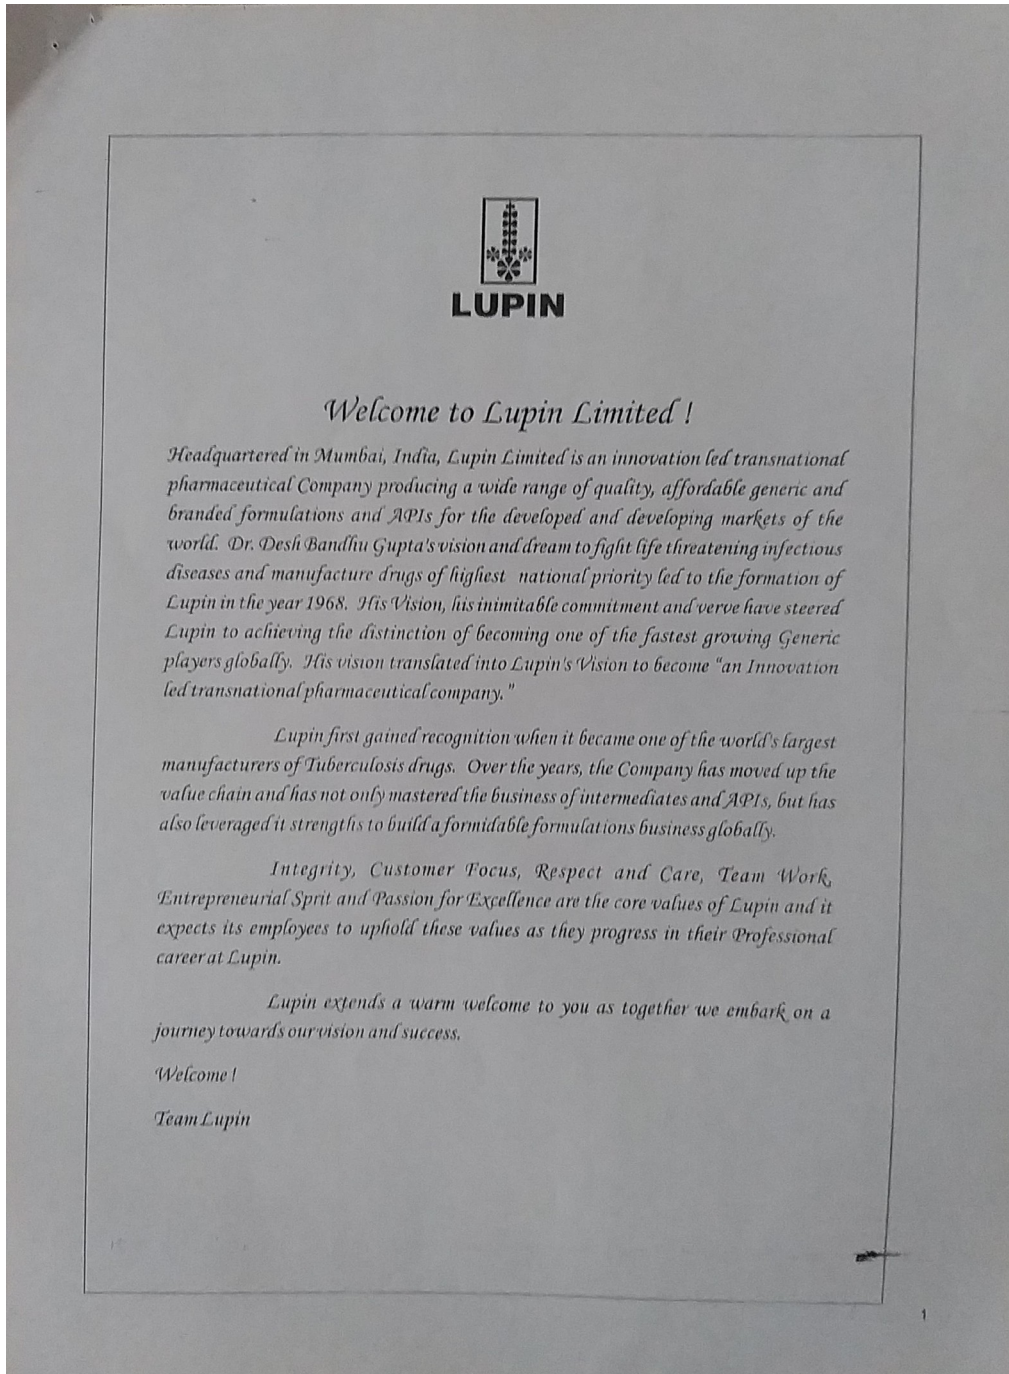 LUPIN
Welcome to Lupin Limited !
Headquartered in Mumbai, India, Lupin Limited is an innovation led transnational
pharmaceutical Company producing a wide range of quality, affordable generic and
branded formulations and APIs for the developed and developing markets of the
world. Dr. Desh Bandhu Gupta's vision and dream to fight life threatening infectious
diseases and manufacture drugs of highest national priority led to the formation of
Lupin in the year 1968. His Vision, his inimitable commitment and verve have steered
Lupin to achieving the distinction of becoming one of the fastest growing Generic
players globally. His vision translated into Lupin's Vision to become "an Innovation
led transnational pharmaceutical company."
Lupin first gained recognition when it became one of the world's largest
manufacturers of Tuberculosis drugs. Over the years, the Company has moved up the
value chain and has not only mastered the business of intermediates and APIs, but has
also leveraged it strengths to build a formidable formulations business globally.
Integrity, Customer Focus, Respect and Care, Team Work,
Entrepreneurial Sprit and Passion for Excellence are the core values of Lupin and it
expects its employees to uphold these values as they progress in their Professional
career at Lupin.
Lupin extends a warm welcome to you as together we embark on a
journey towards our vision and success.
Welcome !
Team Lupin
1